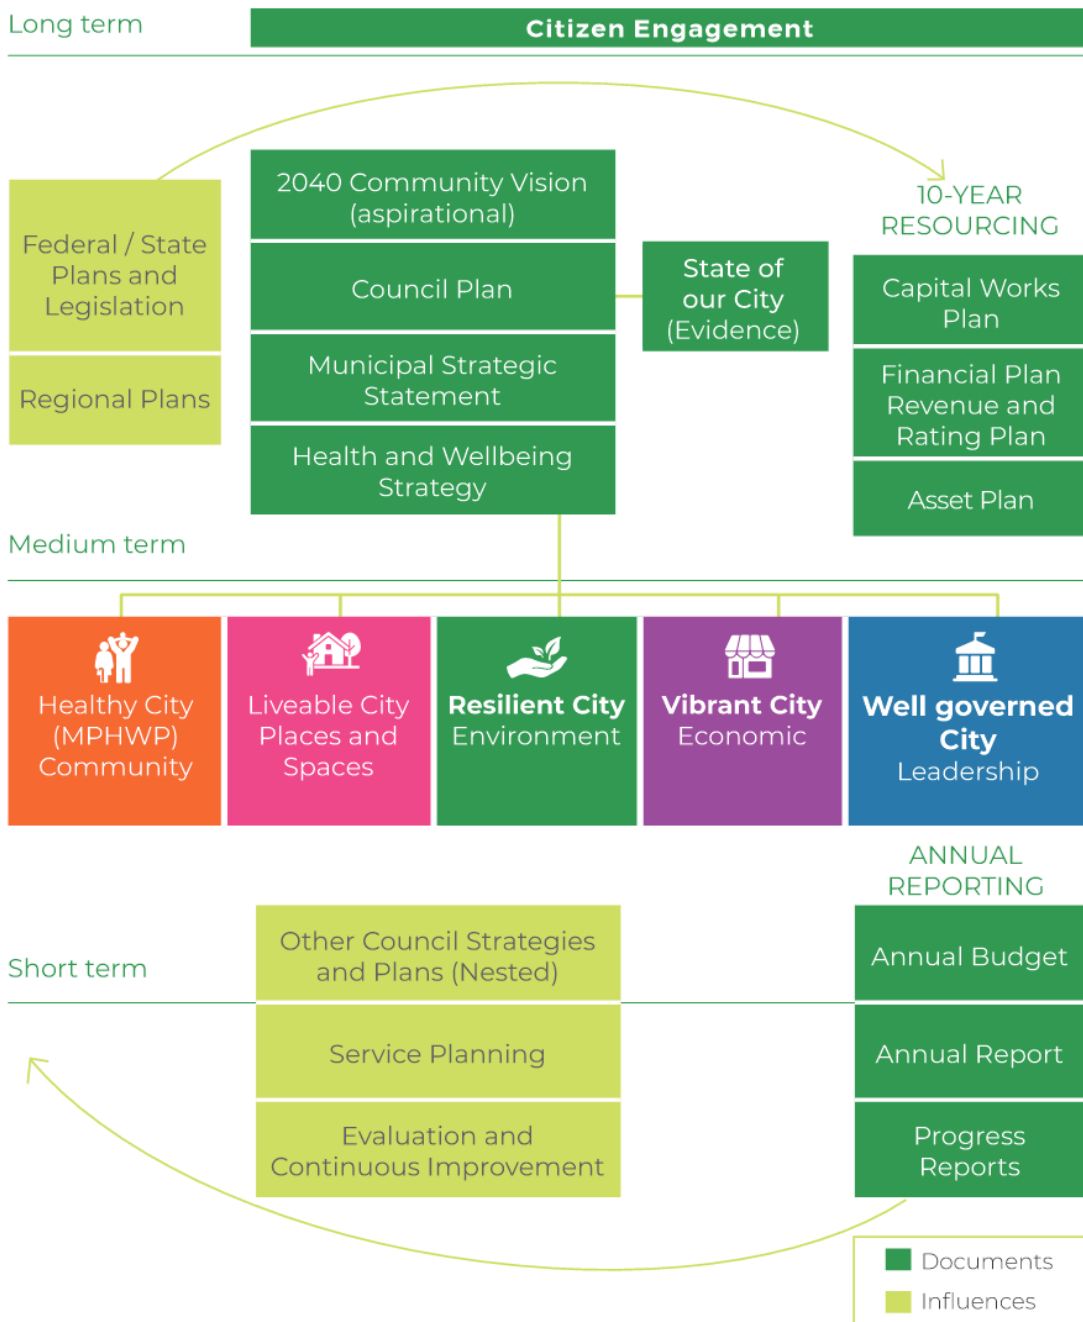 Long term
Citizen Engagement
Federal / State
Plans and
Legislation
Regional Plans
2040 Community Vision
(aspirational)
Council Plan
Municipal Strategic
Statement
Health and Wellbeing
Strategy
State of
our City
(Evidence)
10-YEAR
RESOURCING
Capital Works
Plan
Financial Plan
Revenue and
Rating Plan
Asset Plan
Medium term
Healthy City
(MPHWP)
Community
Liveable City
Places and
Spaces
Resilient City
Environment
Vibrant City
Economic
Well governed
City
Leadership
Short term
Other Council Strategies
and Plans (Nested)
Service Planning
Evaluation and
Continuous Improvement
ANNUAL
REPORTING
Annual Budget
Annual Report
Progress
Reports
Documents
Influences